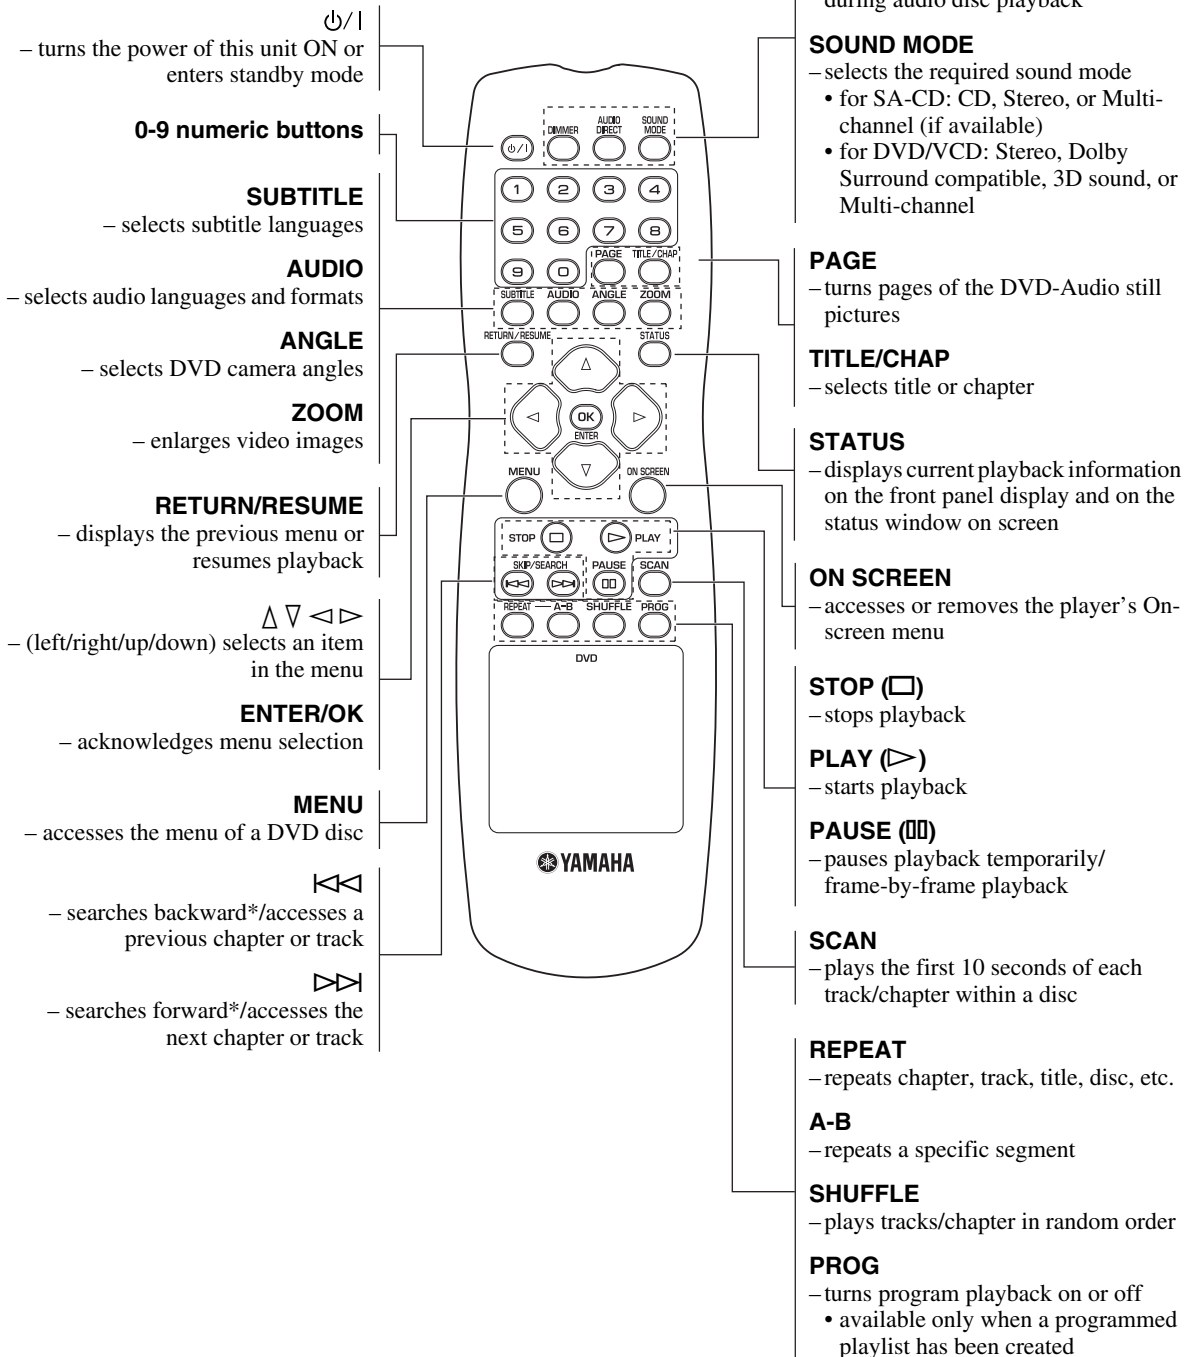 ⏻/I
– turns the power of this unit ON or
enters standby mode
0-9 numeric buttons
SUBTITLE
– selects subtitle languages
AUDIO
– selects audio languages and formats
ANGLE
– selects DVD camera angles
ZOOM
– enlarges video images
RETURN/RESUME
– displays the previous menu or
resumes playback
△ ▽ ◁ ▷
– (left/right/up/down) selects an item
in the menu
ENTER/OK
– acknowledges menu selection
MENU
– accesses the menu of a DVD disc
|◁◁
– searches backward*/accesses a
previous chapter or track
▷▷|
– searches forward*/accesses the
next chapter or track
DIMMER AUDIO DIRECT SOUND MODE
⏻/I
1 2 3 4
5 6 7 8
PAGE TITLE/CHAP
9 0
SUBTITLE AUDIO ANGLE ZOOM
RETURN/RESUME STATUS
△
◁ OK ▷
ENTER
▽
MENU ON SCREEN
STOP □ ▷ PLAY
SKIP/SEARCH PAUSE SCAN
REPEAT A-B SHUFFLE PROG
DVD
YAMAHA
during audio disc playback
SOUND MODE
– selects the required sound mode
• for SA-CD: CD, Stereo, or Multi-
channel (if available)
• for DVD/VCD: Stereo, Dolby
Surround compatible, 3D sound, or
Multi-channel
PAGE
– turns pages of the DVD-Audio still
pictures
TITLE/CHAP
– selects title or chapter
STATUS
– displays current playback information
on the front panel display and on the
status window on screen
ON SCREEN
– accesses or removes the player’s On-
screen menu
STOP (□)
– stops playback
PLAY (▷)
– starts playback
PAUSE (▯▯)
– pauses playback temporarily/
frame-by-frame playback
SCAN
– plays the first 10 seconds of each
track/chapter within a disc
REPEAT
– repeats chapter, track, title, disc, etc.
A-B
– repeats a specific segment
SHUFFLE
– plays tracks/chapter in random order
PROG
– turns program playback on or off
• available only when a programmed
playlist has been created